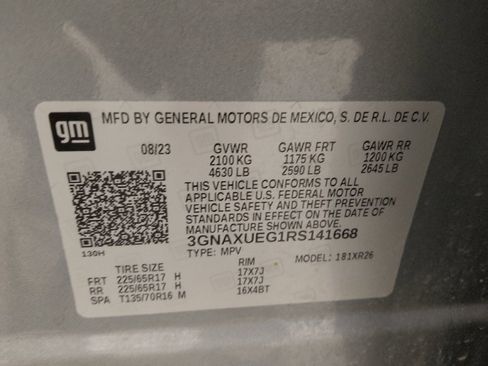 gm
MFD BY GENERAL MOTORS DE MEXICO, S. DE R.L. DE C.V.
08/23 GVWR GAWR FRT GAWR RR
2100 KG 1175 KG 1200 KG
4630 LB 2590 LB 2645 LB
THIS VEHICLE CONFORMS TO ALL
APPLICABLE U.S. FEDERAL MOTOR
VEHICLE SAFETY AND THEFT PREVENTION
STANDARDS IN EFFECT ON THE DATE OF
MANUFACTURE SHOWN ABOVE.
3GNAXUEG1RS141668
130H TYPE: MPV MODEL: 181XR26
TIRE SIZE RIM
FRT 225/65R17 H 17X7J
RR 225/65R17 H 17X7J
SPA T135/70R16 M 16X4BT